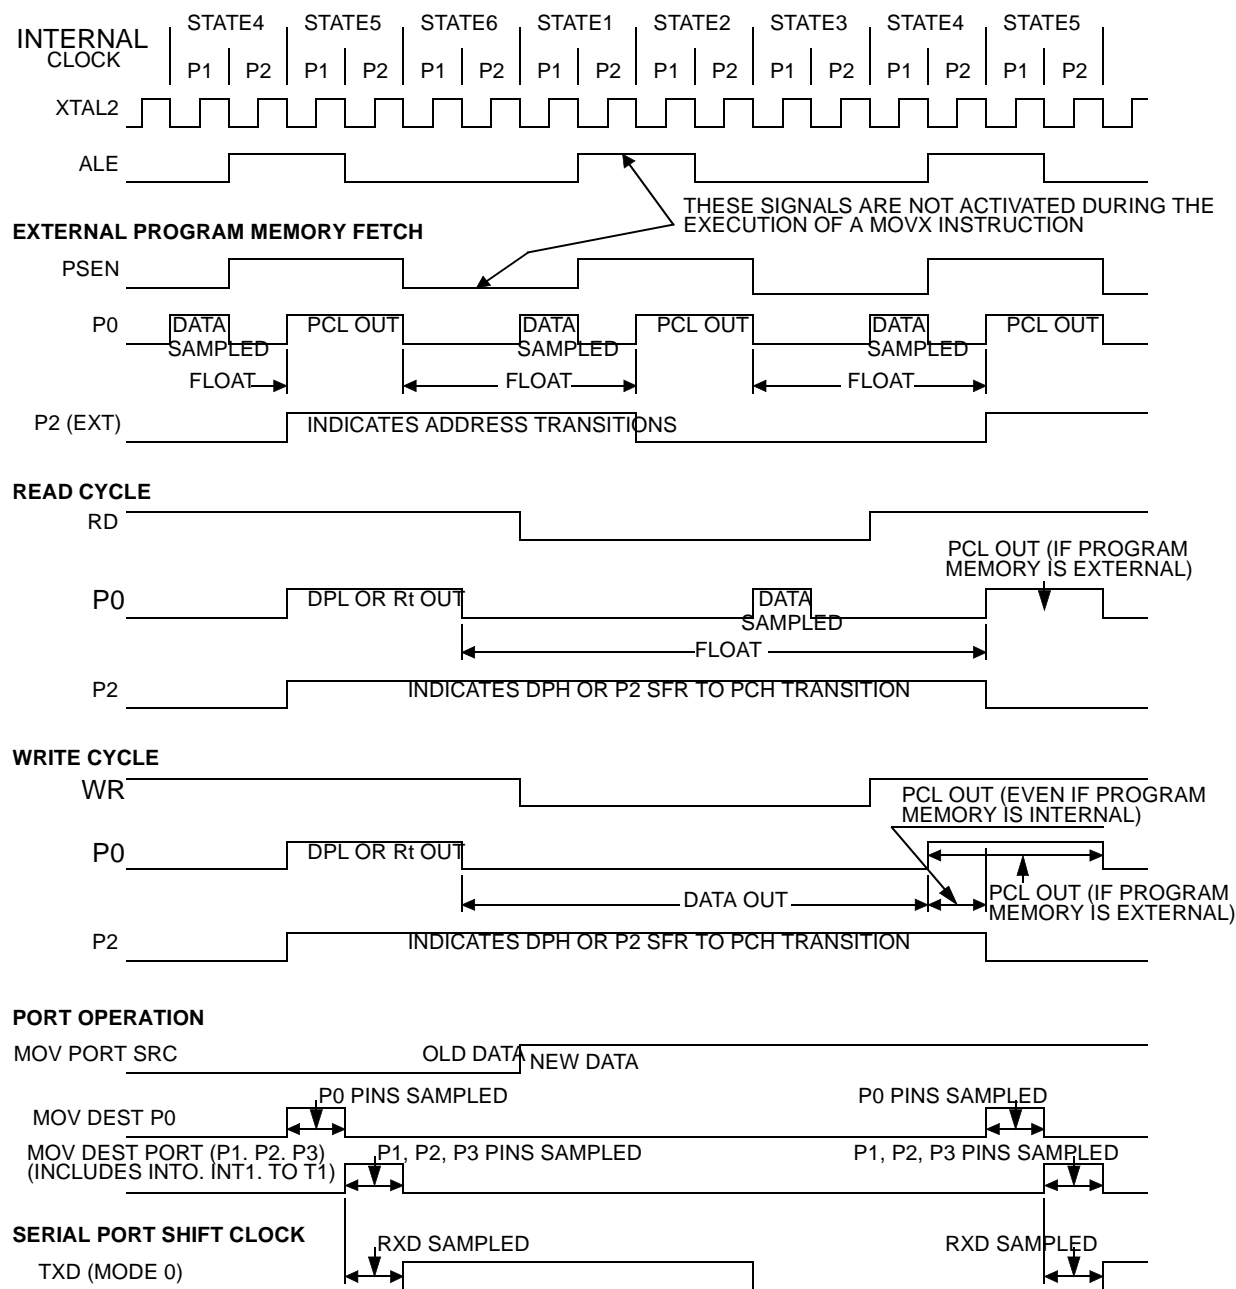 INTERNAL
CLOCK
STATE4 STATE5 STATE6 STATE1 STATE2 STATE3 STATE4 STATE5
P1 P2 P1 P2 P1 P2 P1 P2 P1 P2 P1 P2 P1 P2 P1 P2
XTAL2
ALE
THESE SIGNALS ARE NOT ACTIVATED DURING THE
EXECUTION OF A MOVX INSTRUCTION
EXTERNAL PROGRAM MEMORY FETCH
PSEN
P0
DATA PCL OUT DATA PCL OUT DATA PCL OUT
SAMPLED SAMPLED SAMPLED
FLOAT FLOAT FLOAT
P2 (EXT)
INDICATES ADDRESS TRANSITIONS
READ CYCLE
RD
PCL OUT (IF PROGRAM
MEMORY IS EXTERNAL)
P0
DPL OR Rt OUT
DATA
SAMPLED
FLOAT
P2
INDICATES DPH OR P2 SFR TO PCH TRANSITION
WRITE CYCLE
WR
PCL OUT (EVEN IF PROGRAM
MEMORY IS INTERNAL)
P0
DPL OR Rt OUT
DATA OUT
PCL OUT (IF PROGRAM
MEMORY IS EXTERNAL)
P2
INDICATES DPH OR P2 SFR TO PCH TRANSITION
PORT OPERATION
MOV PORT SRC
OLD DATA
NEW DATA
P0 PINS SAMPLED P0 PINS SAMPLED
MOV DEST P0
MOV DEST PORT (P1. P2. P3)
(INCLUDES INTO. INT1. TO T1)
P1, P2, P3 PINS SAMPLED P1, P2, P3 PINS SAMPLED
SERIAL PORT SHIFT CLOCK
RXD SAMPLED RXD SAMPLED
TXD (MODE 0)